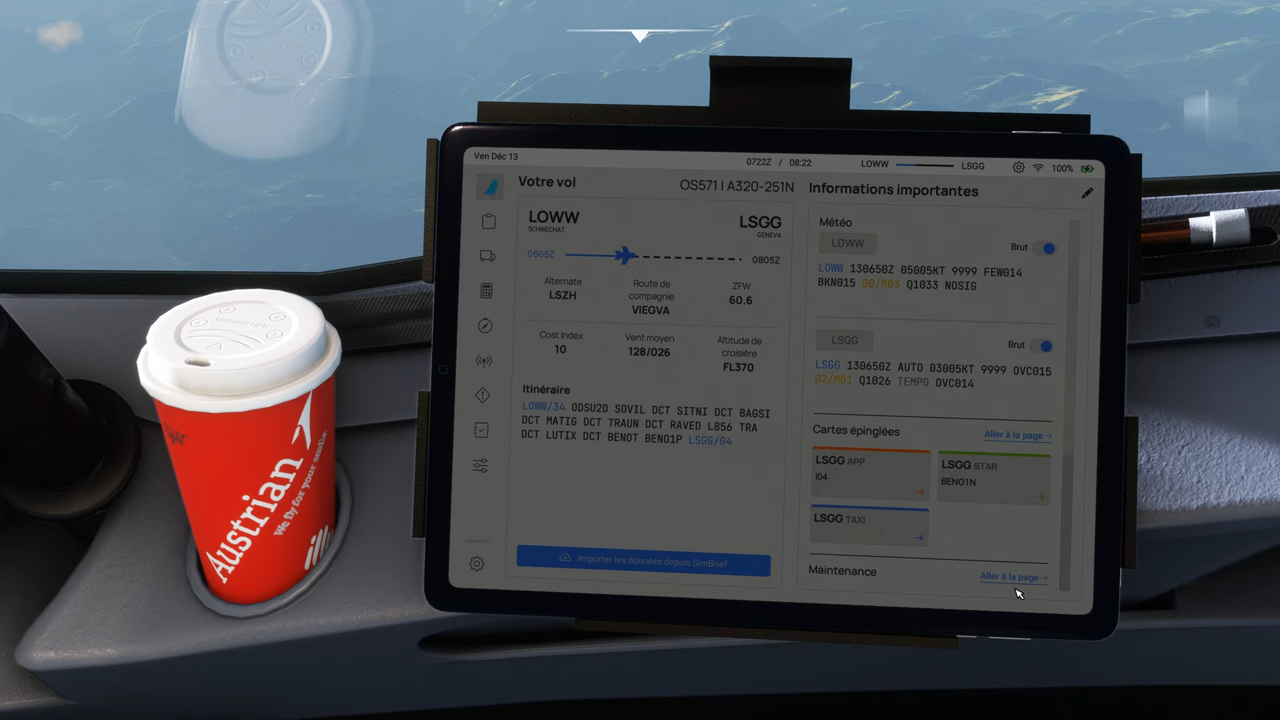 Ven Déc 13
0722Z / 08:22
LOWW LSGG
100%
Votre vol
OS571 | A320-251N
LOWW
SCHWECHAT
LSGG
GENEVA
0605Z
0805Z
Alternate
LSZH
Route de
compagnie
VIEGVA
ZFW
60.6
Cost Index
10
Vent moyen
128/026
Altitude de
croisière
FL370
Itinéraire
LOWW/34 ODSU2D SOVIL DCT SITNI DCT BAGSI
DCT MATIG DCT TRAUN DCT RAVED L856 TRA
DCT LUTIX DCT BENOT BENO1P LSGG/04
Importer les données depuis SimBrief
Informations importantes
Météo
LOWW
Brut
LOWW 130650Z 05005KT 9999 FEW014
BKN015 00/M03 Q1033 NOSIG
LSGG
Brut
LSGG 130650Z AUTO 03005KT 9999 OVC015
02/M01 Q1026 TEMPO OVC014
Cartes épinglées
Aller à la page
LSGG APP
I04
LSGG STAR
BENO1N
LSGG TAXI
Maintenance
Aller à la page
Austrian
We fly for your smile.